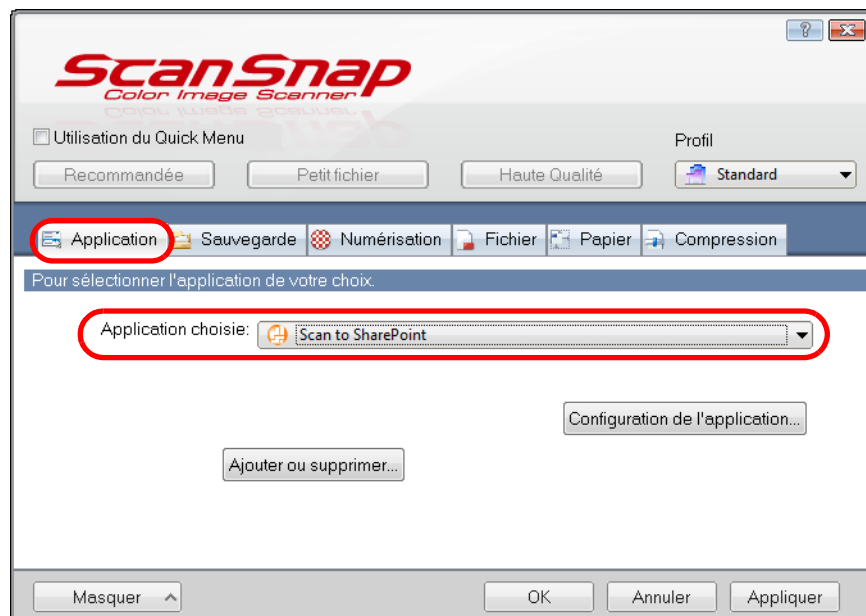 ScanSnap
Color Image Scanner
Utilisation du Quick Menu
Profil
Recommandée Petit fichier Haute Qualité Standard
Application Sauvegarde Numérisation Fichier Papier Compression
Pour sélectionner l'application de votre choix.
Application choisie: Scan to SharePoint
Configuration de l'application...
Ajouter ou supprimer...
Masquer OK Annuler Appliquer